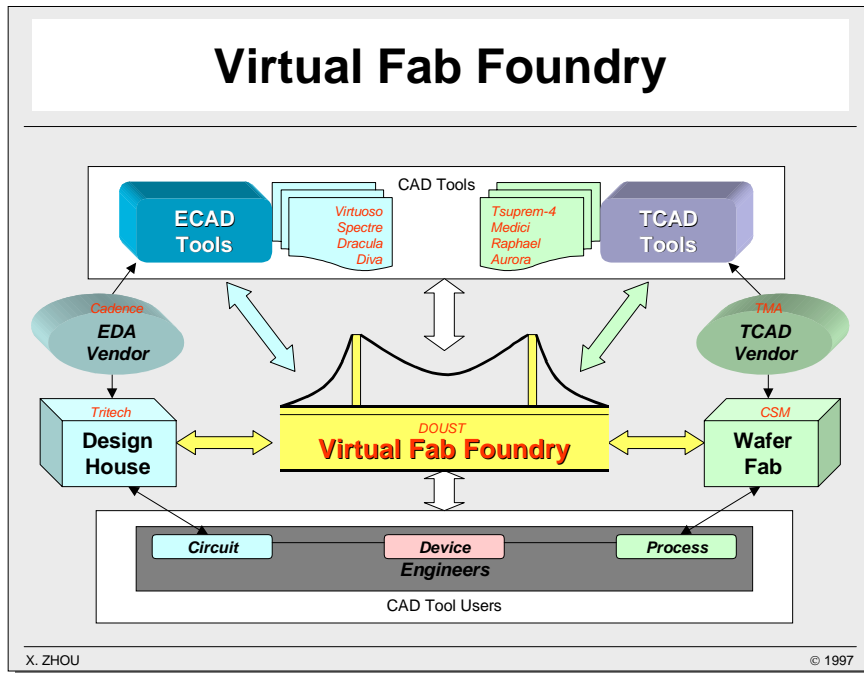 Virtual Fab Foundry
CAD Tools
ECAD
Tools
Virtuoso
Spectre
Dracula
Diva
Tsuprem-4
Medici
Raphael
Aurora
TCAD
Tools
Cadence
EDA
Vendor
TMA
TCAD
Vendor
Tritech
Design
House
DOUST
Virtual Fab Foundry
CSM
Wafer
Fab
Circuit
Device
Process
Engineers
CAD Tool Users
X. ZHOU
© 1997